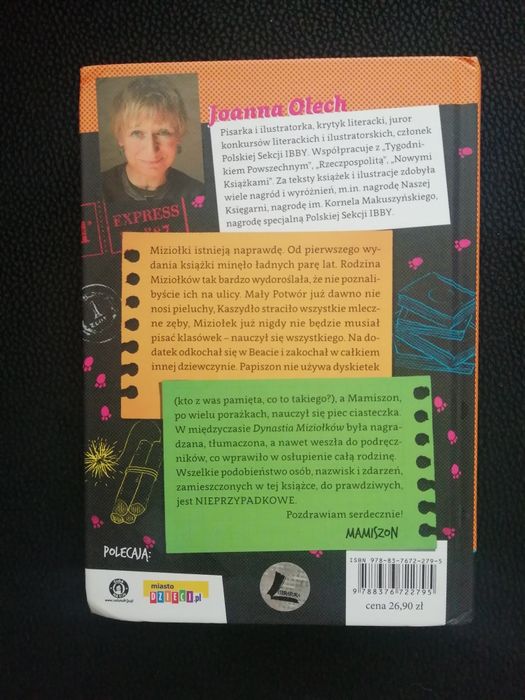 Joanna Olech
Pisarka i ilustratorka, krytyk literacki, juror
konkursów literackich i ilustratorskich, członek
Polskiej Sekcji IBBY. Współpracuje z „Tygodni-
kiem Powszechnym”, „Rzeczpospolitą”, „Nowymi
Książkami”. Za teksty książek i ilustracje zdobyła
wiele nagród i wyróżnień, m.in. nagrodę Naszej
Księgarni, nagrodę im. Kornela Makuszyńskiego,
nagrodę specjalną Polskiej Sekcji IBBY.
EXPRESS
Miziołki istnieją naprawdę. Od pierwszego wy-
dania książki minęło ładnych parę lat. Rodzina
Miziołków tak bardzo wydoroślała, że nie poznali-
byście ich na ulicy. Mały Potwór już dawno nie
nosi pieluchy, Kaszydło straciło wszystkie mlecz-
ne zęby, Miziołek już nigdy nie będzie musiał
pisać klasówek – nauczył się wszystkiego. Na do-
datek odkochał się w Beacie i zakochał w całkiem
innej dziewczynie. Papiszon nie używa dyskietek
(kto z was pamięta, co to takiego?), a Mamiszon,
po wielu porażkach, nauczył się piec ciasteczka.
W międzyczasie Dynastia Miziołków była nagra-
dzana, tłumaczona, a nawet weszła do podręcz-
ników, co wprawiło w osłupienie całą rodzinę.
Wszelkie podobieństwo osób, nazwisk i zdarzeń,
zamieszczonych w tej książce, do prawdziwych,
jest NIEPRZYPADKOWE.
Pozdrawiam serdecznie!
MAMISZON
POLECAJĄ:
miasto
DZIECI.pl
LITERATURA
ISBN 978-83-7672-279-5
9 788376 722795
cena 26,90 zł